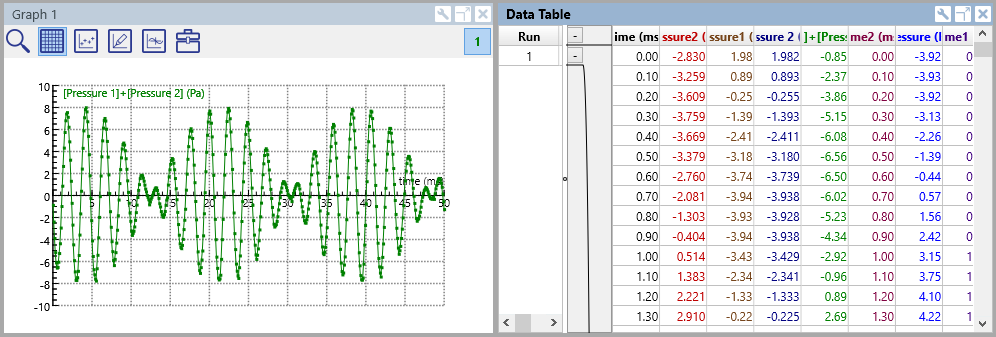 Graph 1
1
[Pressure 1]+[Pressure 2] (Pa)
10
8
6
4
2
0
-2
-4
-6
-8
-10
5 10 15 20 25 30 35 40 45 50
time (m
Data Table
Run
1
- ime (ms ssure2 ( ssure1 ( ssure 2 ( ]+[Pres: me2 (m: essure (I me1
- 0.00 -2.830 1.98 1.982 -0.85 0.00 -3.92 0
0.10 -3.259 0.89 0.893 -2.37 0.10 -3.93 0
0.20 -3.609 -0.25 -0.255 -3.86 0.20 -3.92 0
0.30 -3.759 -1.39 -1.393 -5.15 0.30 -3.13 0
0.40 -3.669 -2.41 -2.411 -6.08 0.40 -2.26 0
0.50 -3.379 -3.18 -3.180 -6.56 0.50 -1.39 0
0.60 -2.760 -3.74 -3.739 -6.50 0.60 -0.44 0
0.70 -2.081 -3.94 -3.938 -6.02 0.70 0.57 0
0.80 -1.303 -3.93 -3.928 -5.23 0.80 1.56 0
0.90 -0.404 -3.94 -3.938 -4.34 0.90 2.42 0
1.00 0.514 -3.43 -3.429 -2.92 1.00 3.15 1
1.10 1.383 -2.34 -2.341 -0.96 1.10 3.75 1
1.20 2.221 -1.33 -1.333 0.89 1.20 4.10 1
1.30 2.910 -0.22 -0.225 2.69 1.30 4.22 1